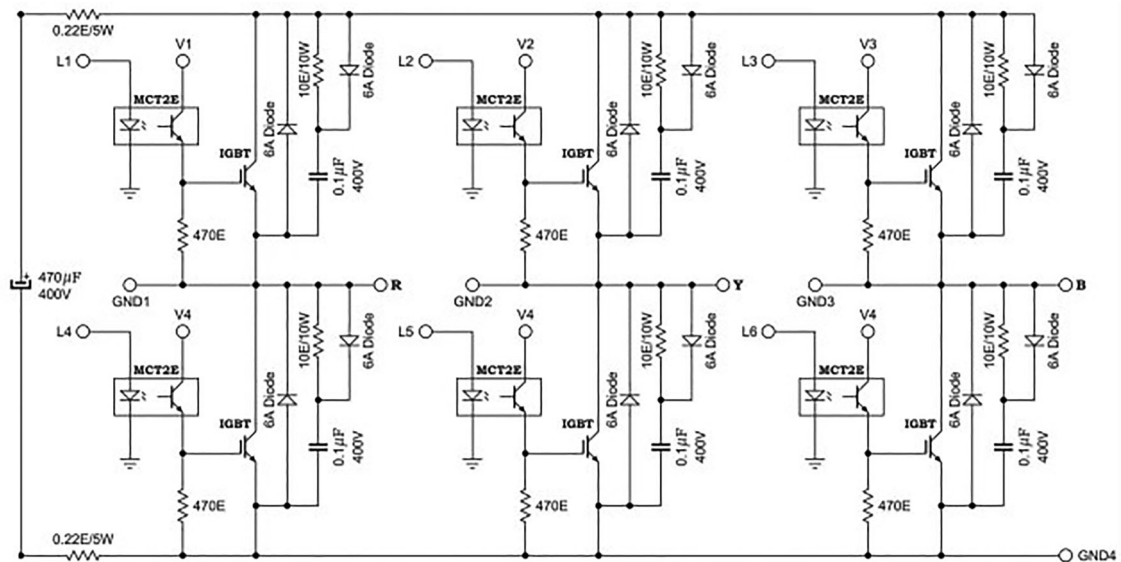 0.22E/5W
L1
V1
MCT2E
IGBT
6A Diode
10E/10W
6A Diode
0.1µF
400V
470E
L2
V2
MCT2E
IGBT
6A Diode
10E/10W
6A Diode
0.1µF
400V
470E
L3
V3
MCT2E
IGBT
6A Diode
10E/10W
6A Diode
0.1µF
400V
470E
+
470µF
400V
GND1
R
GND2
Y
GND3
B
L4
V4
MCT2E
IGBT
6A Diode
10E/10W
6A Diode
0.1µF
400V
470E
L5
V4
MCT2E
IGBT
6A Diode
10E/10W
6A Diode
0.1µF
400V
470E
L6
V4
MCT2E
IGBT
6A Diode
10E/10W
6A Diode
0.1µF
400V
470E
0.22E/5W
GND4